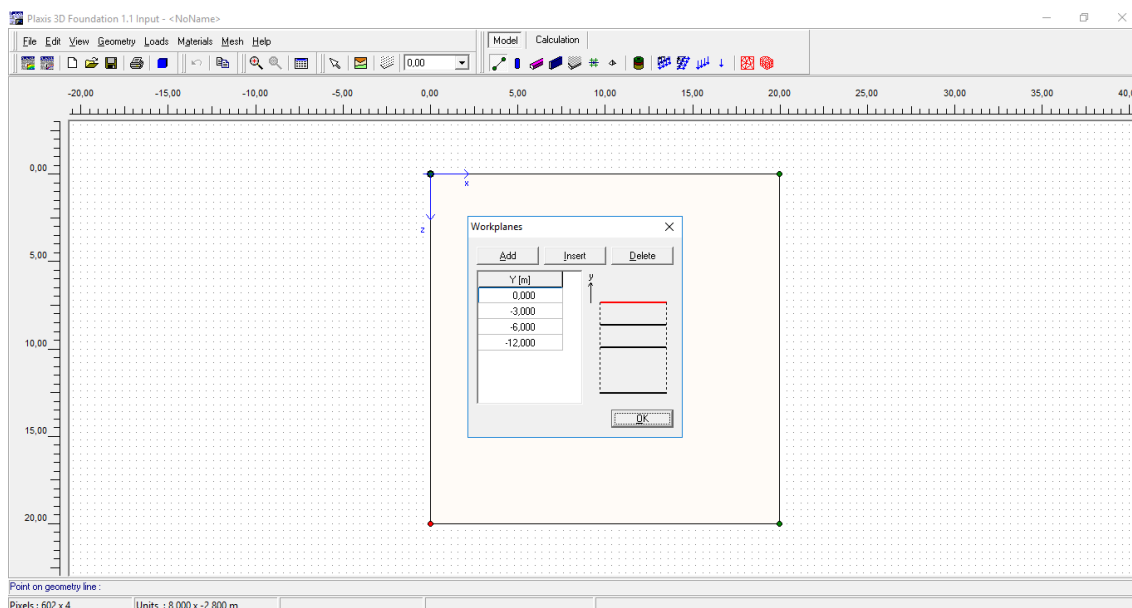 Plaxis 3D Foundation 1.1 Input - <NoName>
File Edit View Geometry Loads Materials Mesh Help
Model Calculation
0,00
-20,00 -15,00 -10,00 -5,00 0,00 5,00 10,00 15,00 20,00 25,00 30,00 35,00 40,0
0,00
x
z
5,00
10,00
15,00
20,00
Workplanes
Add Insert Delete
Y [m]
y
0,000
-3,000
-6,000
-12,000
OK
Point on geometry line :
Pixels : 602 x 4 Units : 8,000 x -2,800 m